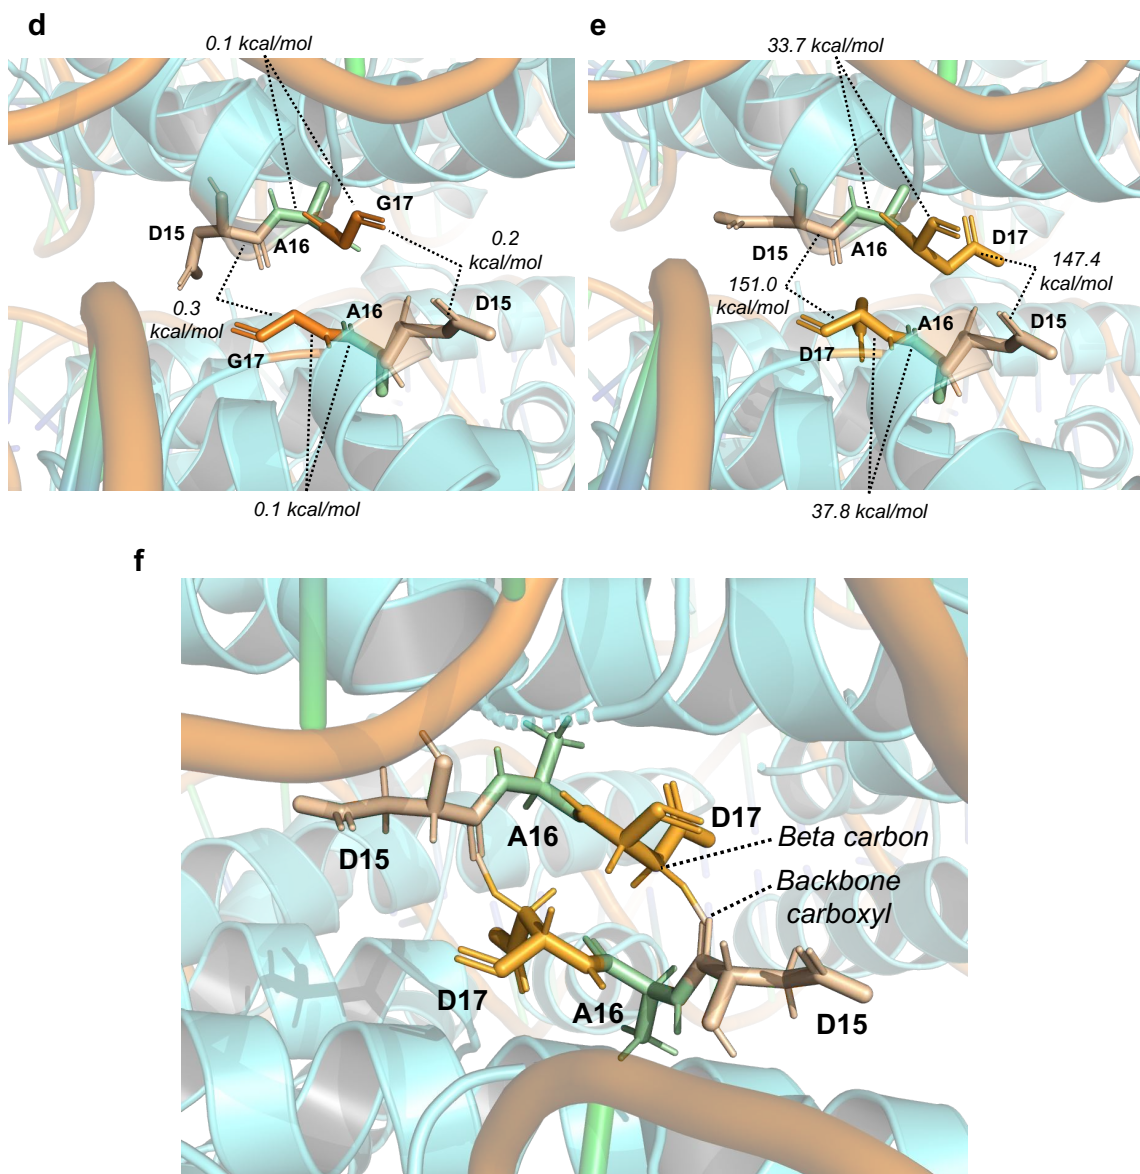 d
0.1 kcal/mol
G17
D15
A16
0.2
kcal/mol
0.3
kcal/mol
A16
D15
G17
0.1 kcal/mol
e
33.7 kcal/mol
D17
D15
A16
147.4
kcal/mol
151.0
kcal/mol
A16
D15
D17
37.8 kcal/mol
f
D17
A16
D15
Beta carbon
Backbone
carboxyl
D17
A16
D15